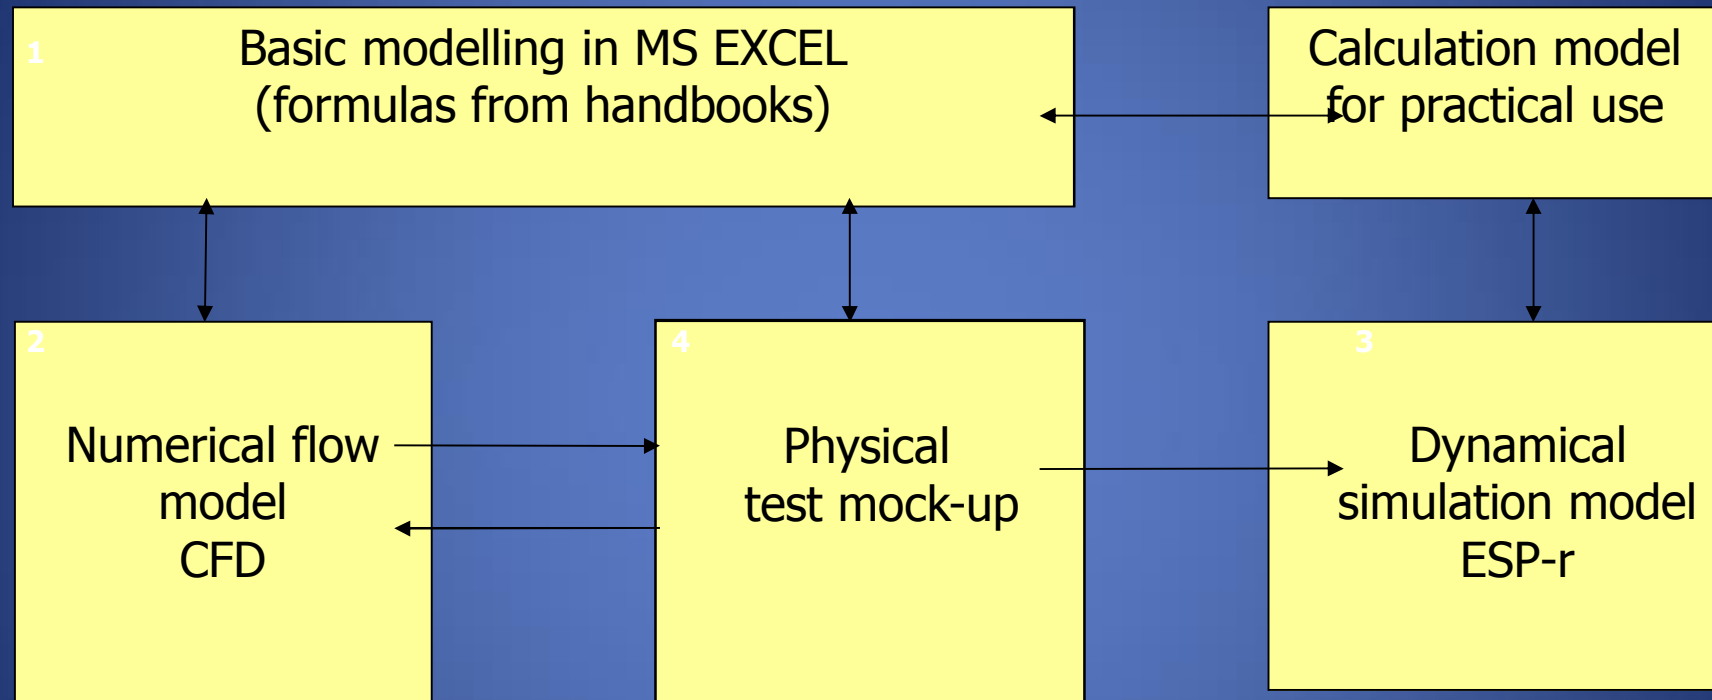 1
Basic modelling in MS EXCEL
(formulas from handbooks)
Calculation model
for practical use
2
Numerical flow
model
CFD
4
Physical
test mock-up
3
Dynamical
simulation model
ESP-r